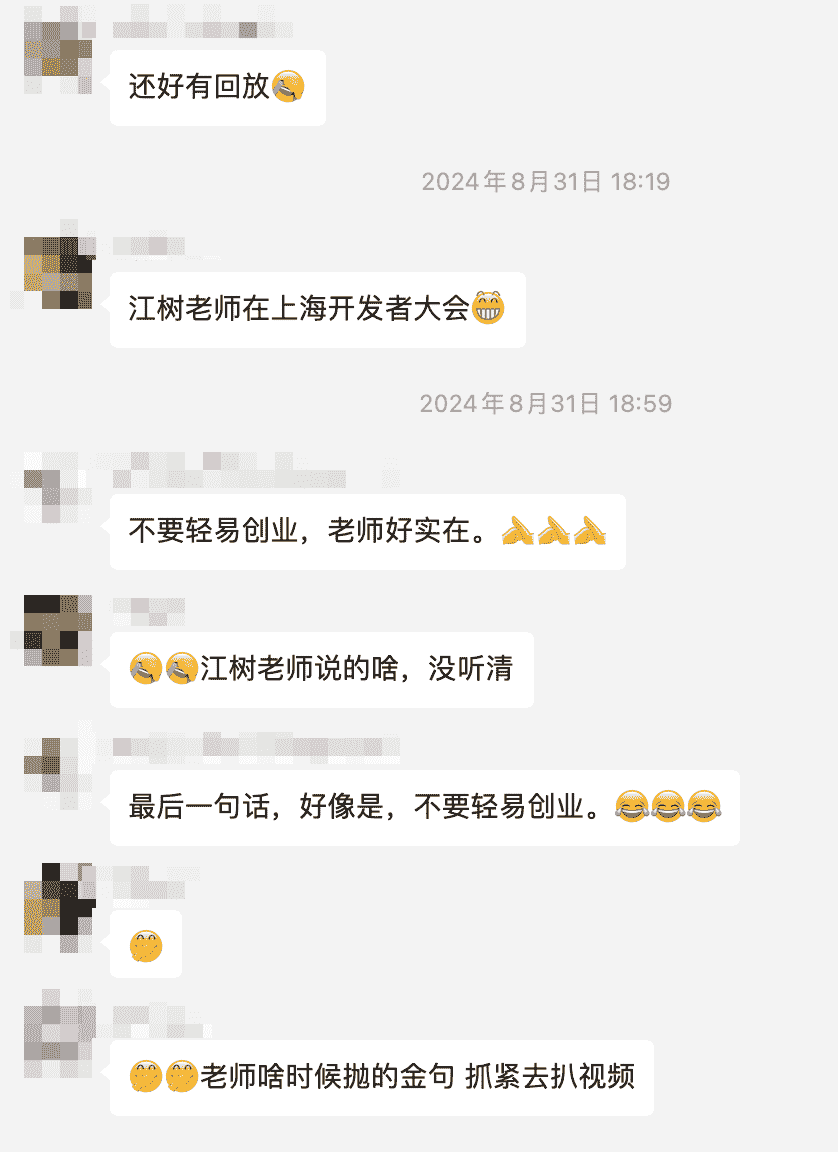 还好有回放
2024年8月31日 18:19
江树老师在上海开发者大会
2024年8月31日 18:59
不要轻易创业，老师好实在。
江树老师说的啥，没听清
最后一句话，好像是，不要轻易创业。
老师啥时候抛的金句 抓紧去扒视频